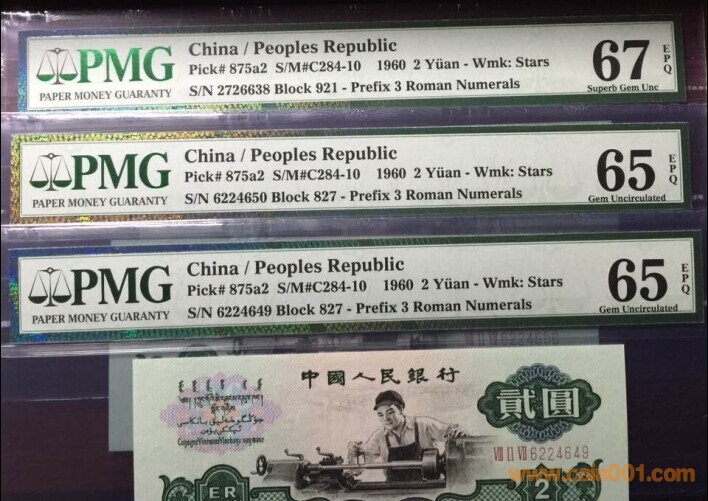 China / Peoples Republic
PMG
Pick# 875a2 S/M#C284-10 1960 2 Yüan - Wmk: Stars
67 EPQ
PAPER MONEY GUARANTY
S/N 2726638 Block 921 - Prefix 3 Roman Numerals
Superb Gem Unc
China / Peoples Republic
PMG
Pick# 875a2 S/M#C284-10 1960 2 Yüan - Wmk: Stars
65 EPQ
PAPER MONEY GUARANTY
S/N 6224650 Block 827 - Prefix 3 Roman Numerals
Gem Uncirculated
China / Peoples Republic
PMG
Pick# 875a2 S/M#C284-10 1960 2 Yüan - Wmk: Stars
65 EPQ
PAPER MONEY GUARANTY
S/N 6224649 Block 827 - Prefix 3 Roman Numerals
Gem Uncirculated
6224650
中國人民銀行
貳圓
VIII II VII 6224649
ER
2
www.coin001.com